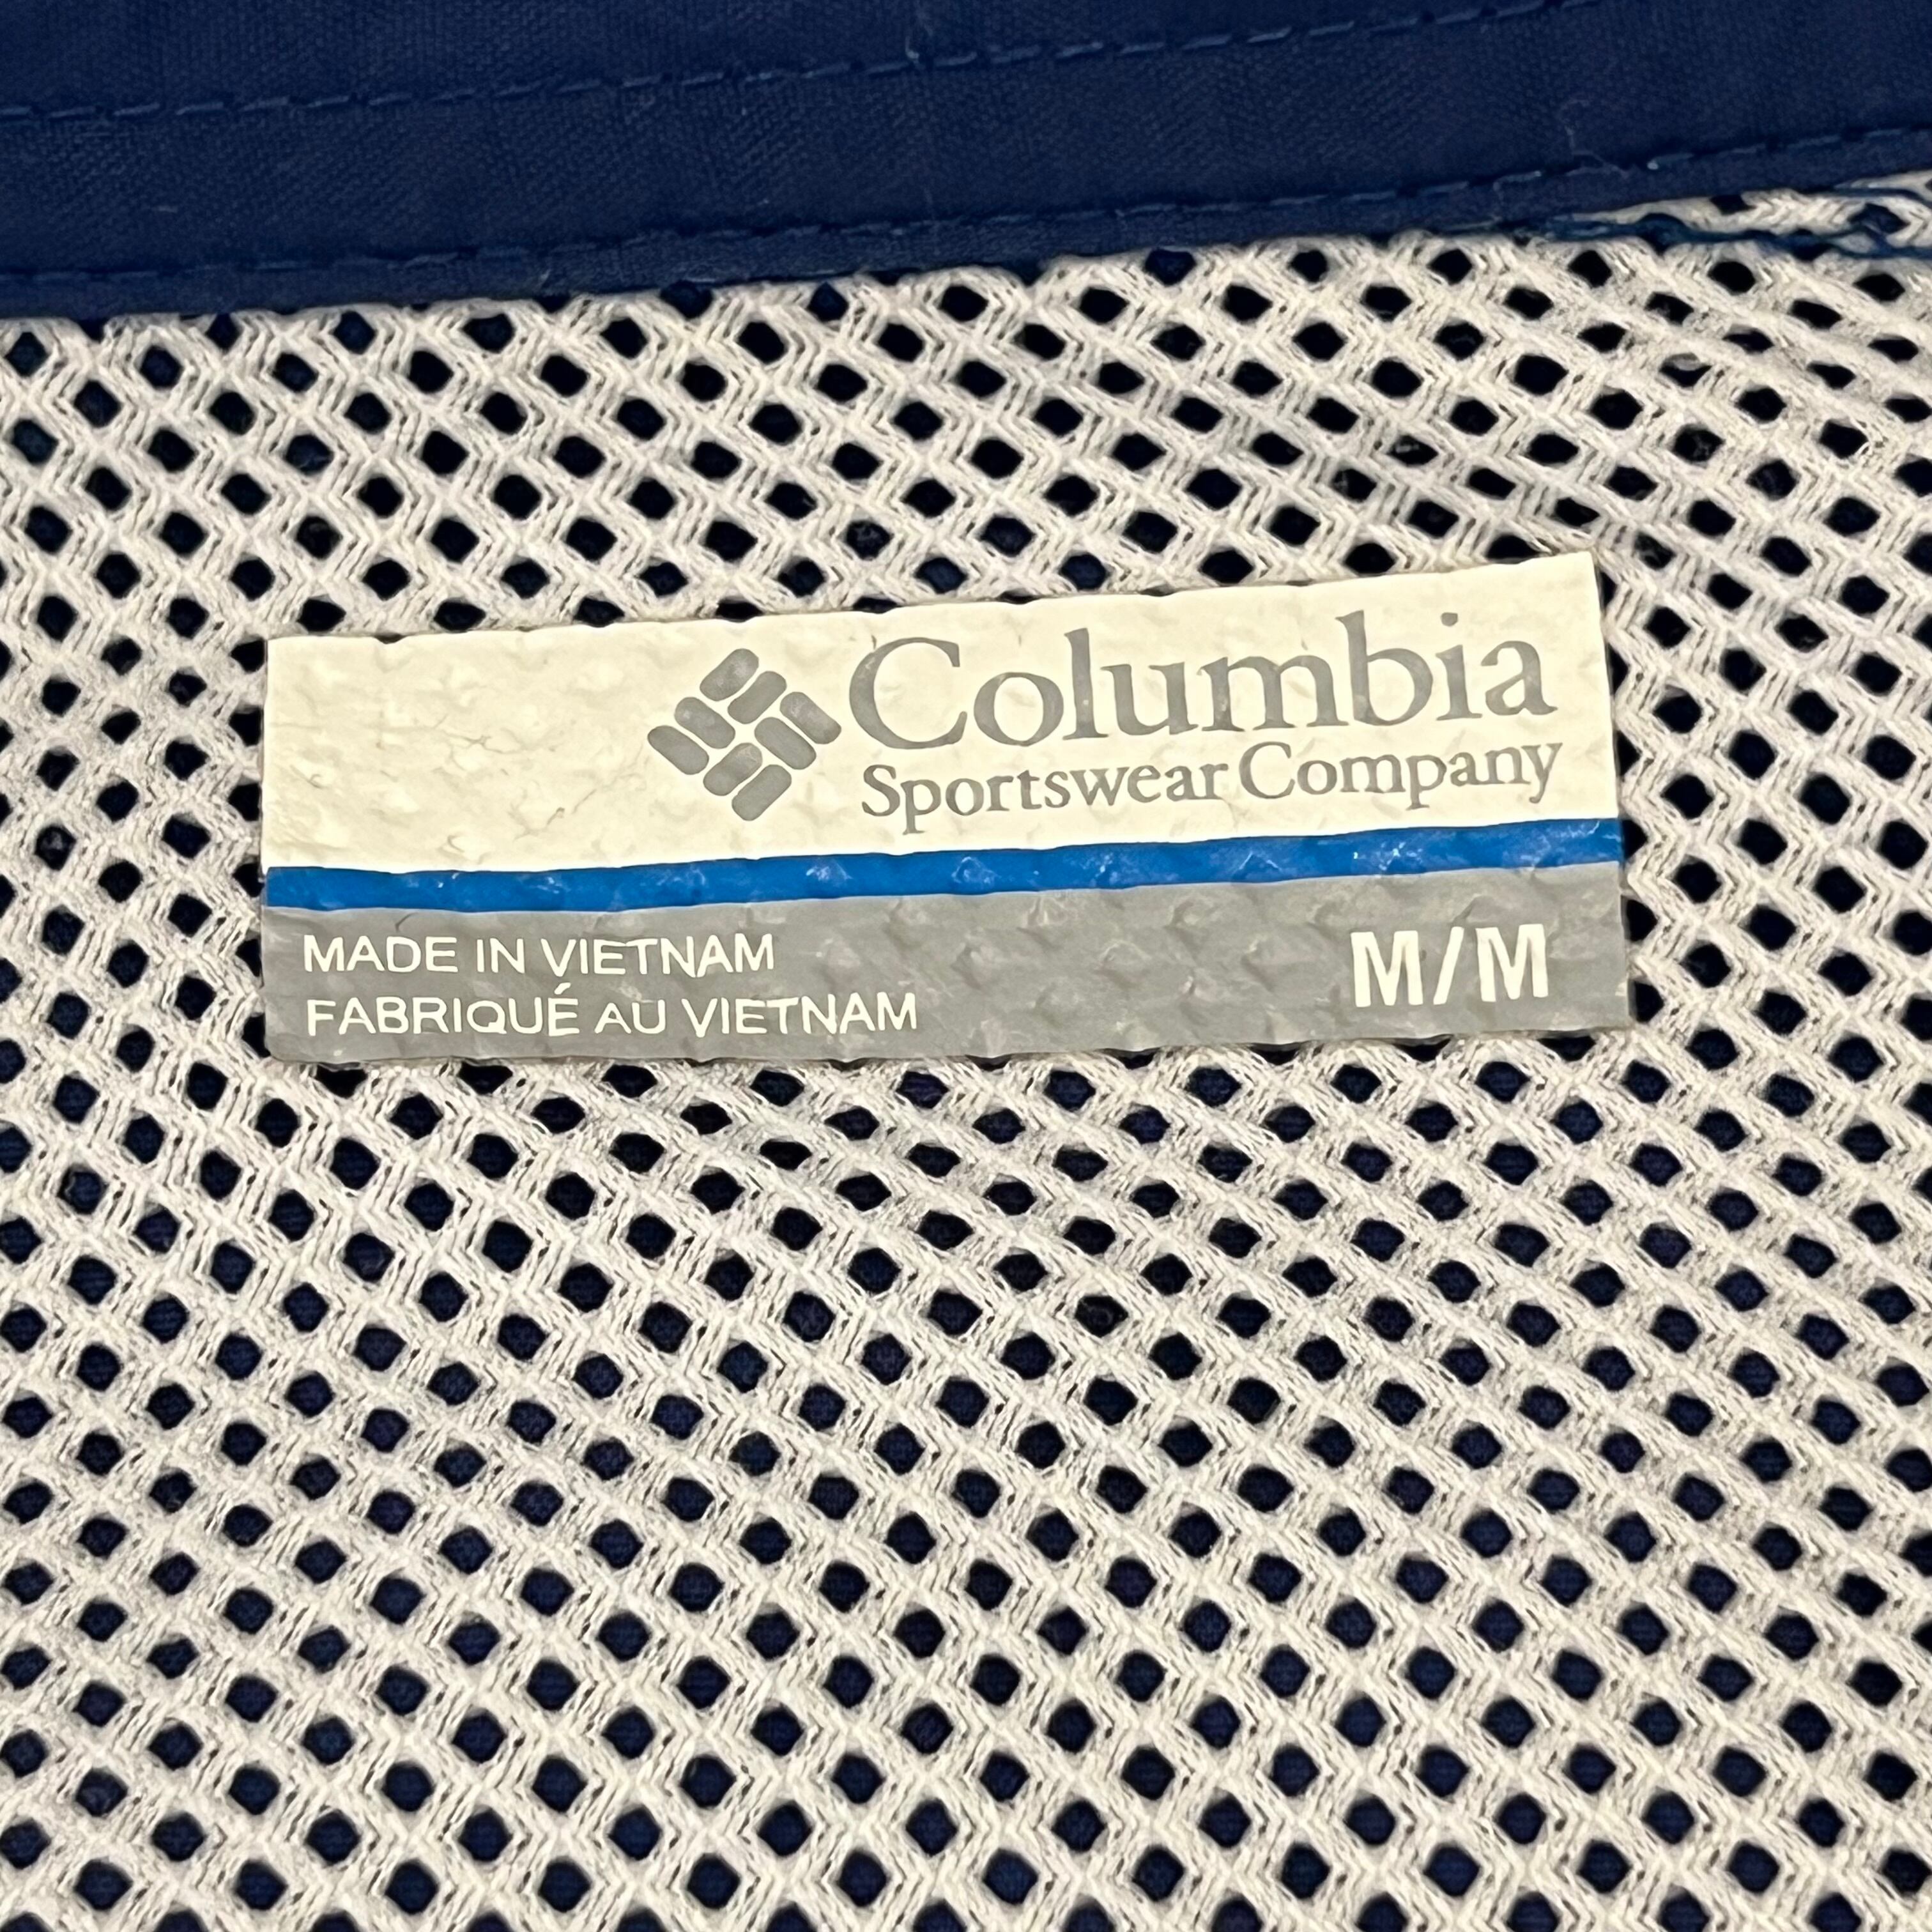 Columbia
Sportswear Company
MADE IN VIETNAM
FABRIQUÉ AU VIETNAM
M/M